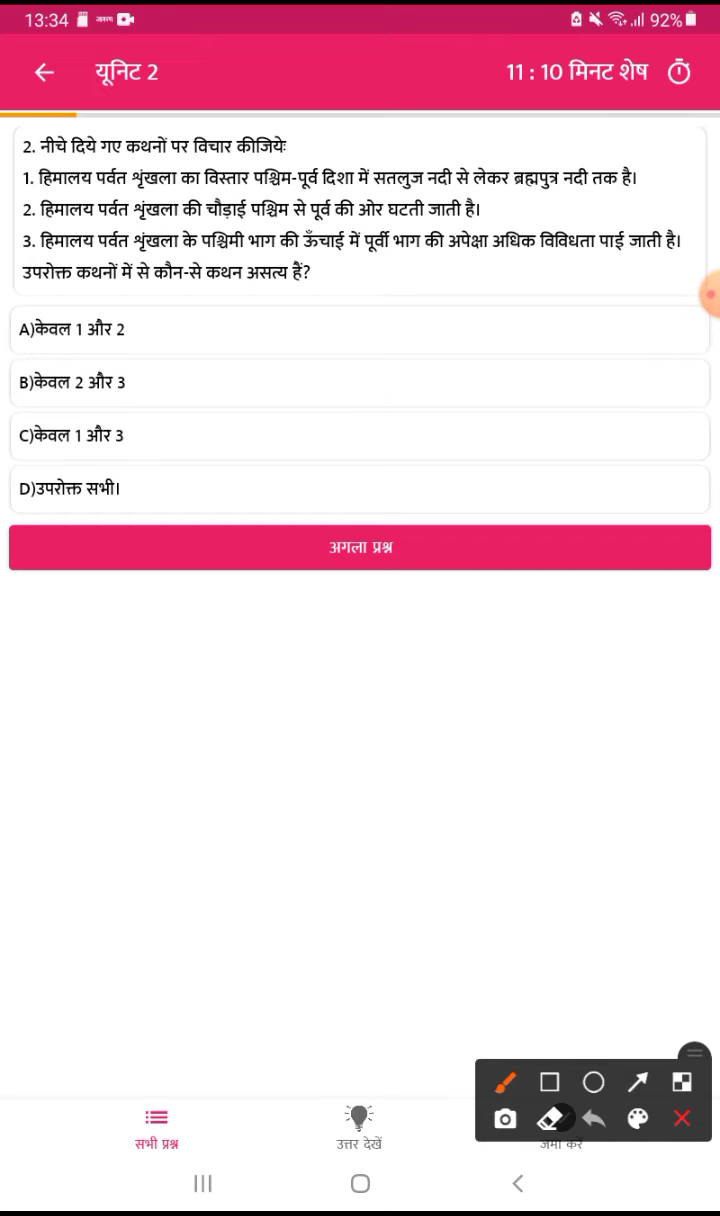 13:34 92%
यूनिट 2 11 : 10 मिनट शेष
2. नीचे दिये गए कथनों पर विचार कीजियेः
1. हिमालय पर्वत शृंखला का विस्तार पश्चिम-पूर्व दिशा में सतलुज नदी से लेकर ब्रह्मपुत्र नदी तक है।
2. हिमालय पर्वत शृंखला की चौड़ाई पश्चिम से पूर्व की ओर घटती जाती है।
3. हिमालय पर्वत शृंखला के पश्चिमी भाग की ऊँचाई में पूर्वी भाग की अपेक्षा अधिक विविधता पाई जाती है।
उपरोक्त कथनों में से कौन-से कथन असत्य हैं?
A)केवल 1 और 2
B)केवल 2 और 3
C)केवल 1 और 3
D)उपरोक्त सभी।
अगला प्रश्न
सभी प्रश्न उत्तर देखें जमा करें